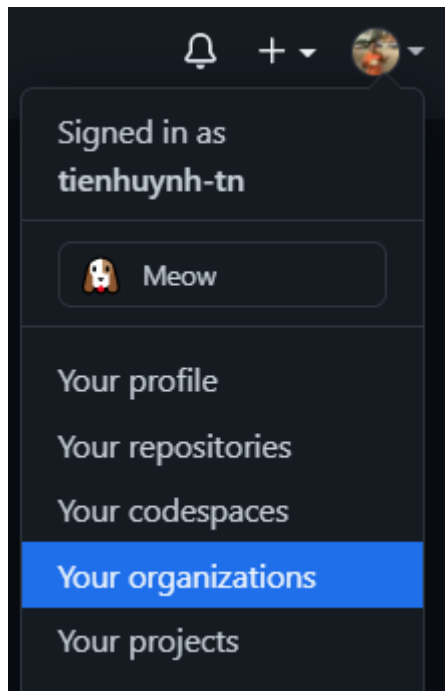 Signed in as
tienhuynh-tn
Meow
Your profile
Your repositories
Your codespaces
Your organizations
Your projects